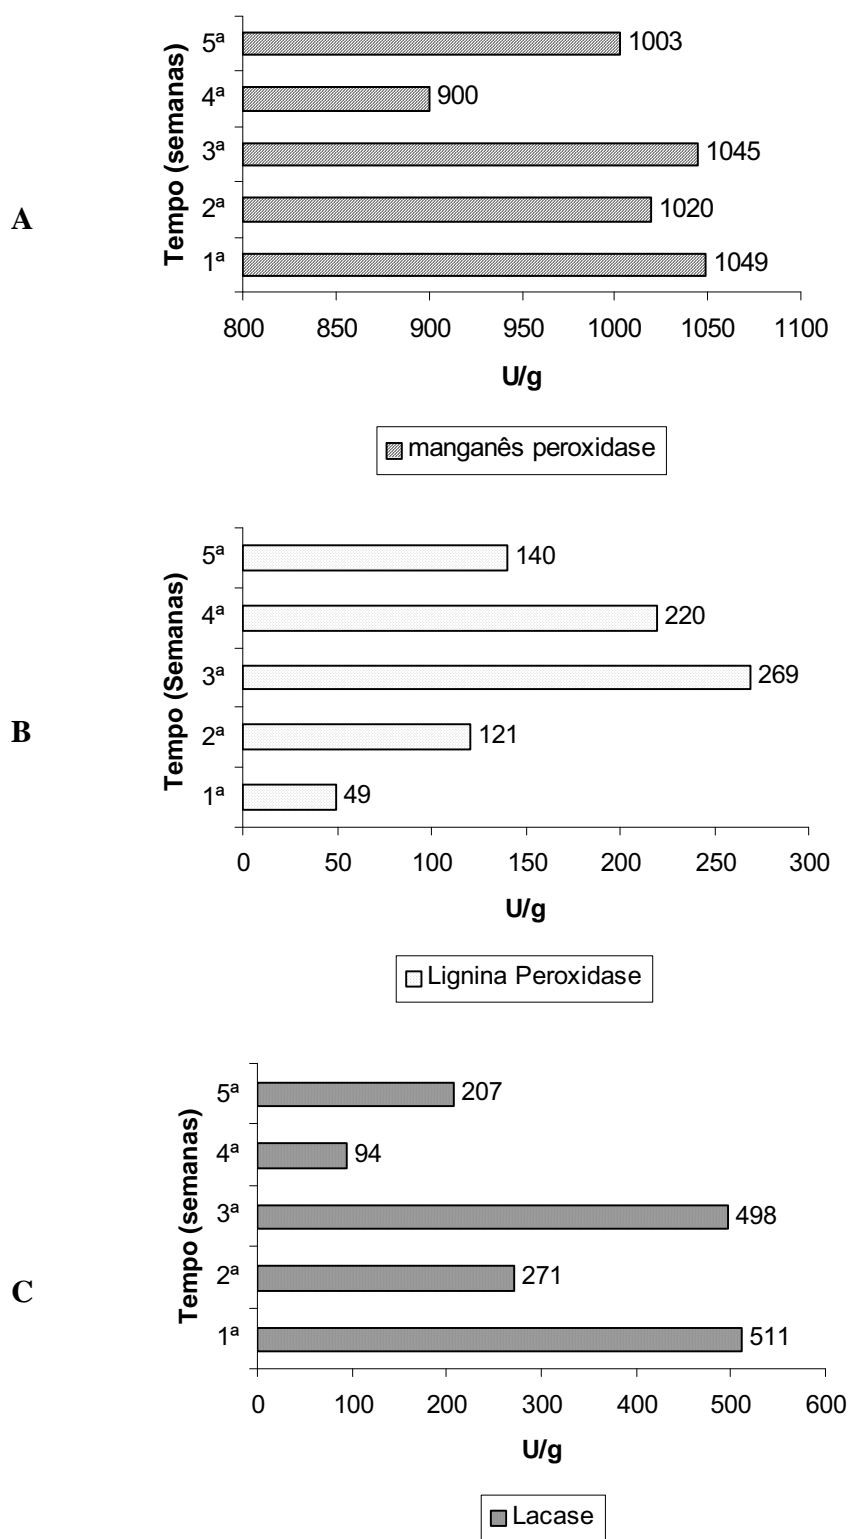 A
Tempo (semanas)
5ª 1003
4ª 900
3ª 1045
2ª 1020
1ª 1049
800 850 900 950 1000 1050 1100
U/g
manganês peroxidase
B
Tempo (Semanas)
5ª 140
4ª 220
3ª 269
2ª 121
1ª 49
0 50 100 150 200 250 300
U/g
Lignina Peroxidase
C
Tempo (semanas)
5ª 207
4ª 94
3ª 498
2ª 271
1ª 511
0 100 200 300 400 500 600
U/g
Lacase